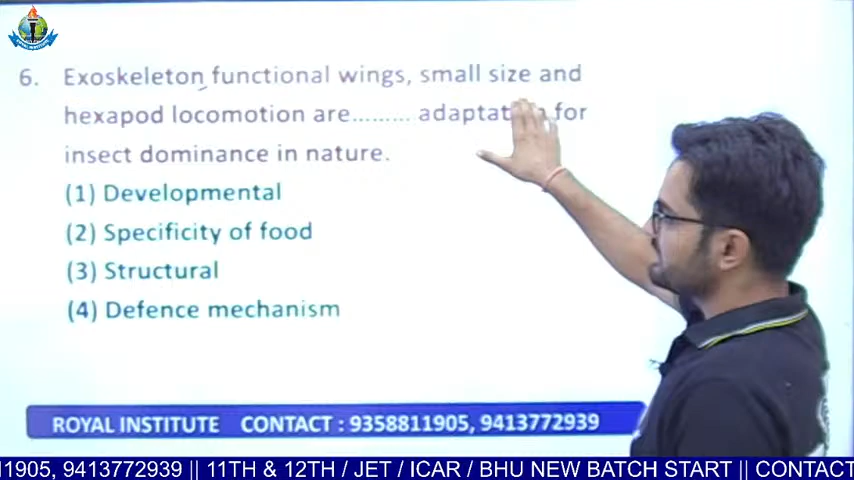 6. Exoskeleton functional wings, small size and
hexapod locomotion are......... for
insect dominance in nature.
(1) Developmental
(2) Specificity of food
(3) Structural
(4) Defence mechanism
ROYAL INSTITUTE CONTACT : 9358811905, 9413772939
11905, 9413772939 || 11TH & 12TH / JET / ICAR / BHU NEW BATCH START || CONTACT